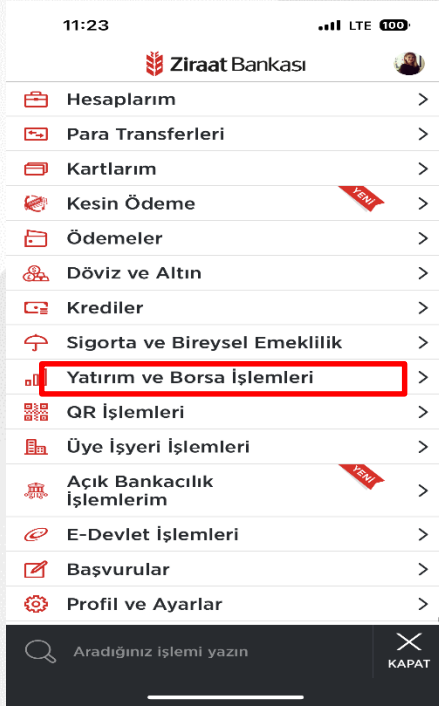 11:23 LTE 100
Ziraat Bankası
Hesaplarım
Para Transferleri
Kartlarım
Kesin Ödeme YENİ
Ödemeler
Döviz ve Altın
Krediler
Sigorta ve Bireysel Emeklilik
Yatırım ve Borsa İşlemleri
QR İşlemleri
Üye İşyeri İşlemleri
Açık Bankacılık YENİ
İşlemlerim
E-Devlet İşlemleri
Başvurular
Profil ve Ayarlar
Aradığınız işlemi yazın
KAPAT